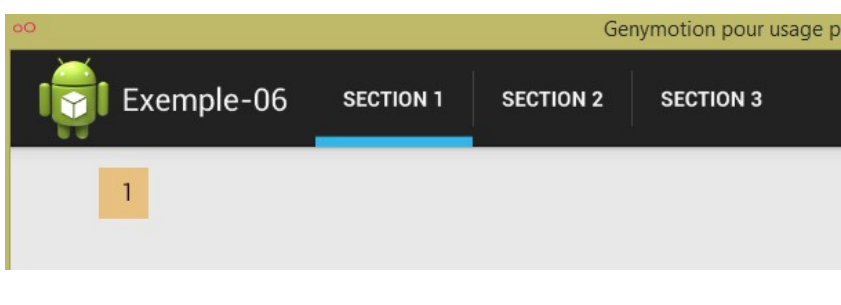 Genymotion pour usage p
Exemple-06 SECTION 1 SECTION 2 SECTION 3
1